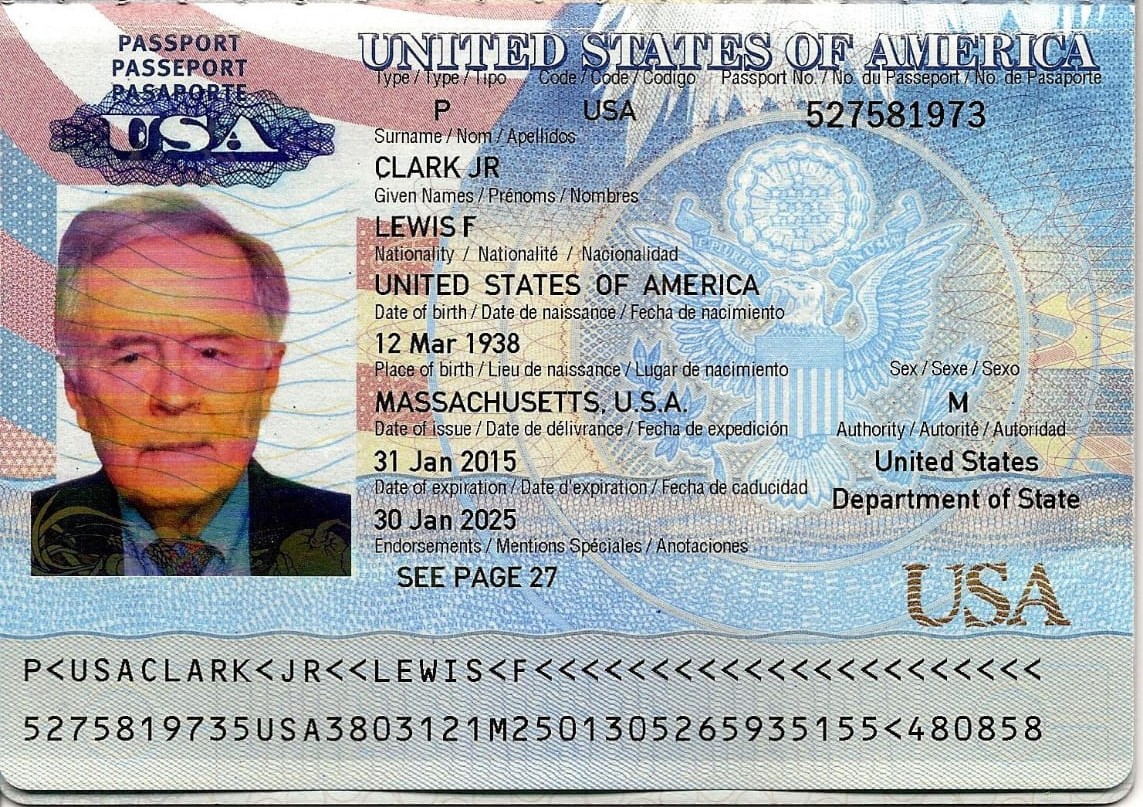 PASSPORT
PASSEPORT
PASAPORTE
USA
UNITED STATES OF AMERICA
Type / Type / Tipo Code / Code / Codigo Passport No. / No. du Passeport / No. de Pasaporte
P USA 527581973
Surname / Nom / Apellidos
CLARK JR
Given Names / Prénoms / Nombres
LEWIS F
Nationality / Nationalité / Nacionalidad
UNITED STATES OF AMERICA
Date of birth / Date de naissance / Fecha de nacimiento
12 Mar 1938
Place of birth / Lieu de naissance / Lugar de nacimiento Sex / Sexe / Sexo
MASSACHUSETTS, U.S.A. M
Date of issue / Date de délivrance / Fecha de expedición Authority / Autorité / Autoridad
31 Jan 2015 United States
Date of expiration / Date d'expiration / Fecha de caducidad Department of State
30 Jan 2025
Endorsements / Mentions Spéciales / Anotaciones
SEE PAGE 27
USA
P<USACLARK<JR<<LEWIS<F<<<<<<<<<<<<<<<<<<<<<<
5275819735USA3803121M2501305265935155<480858